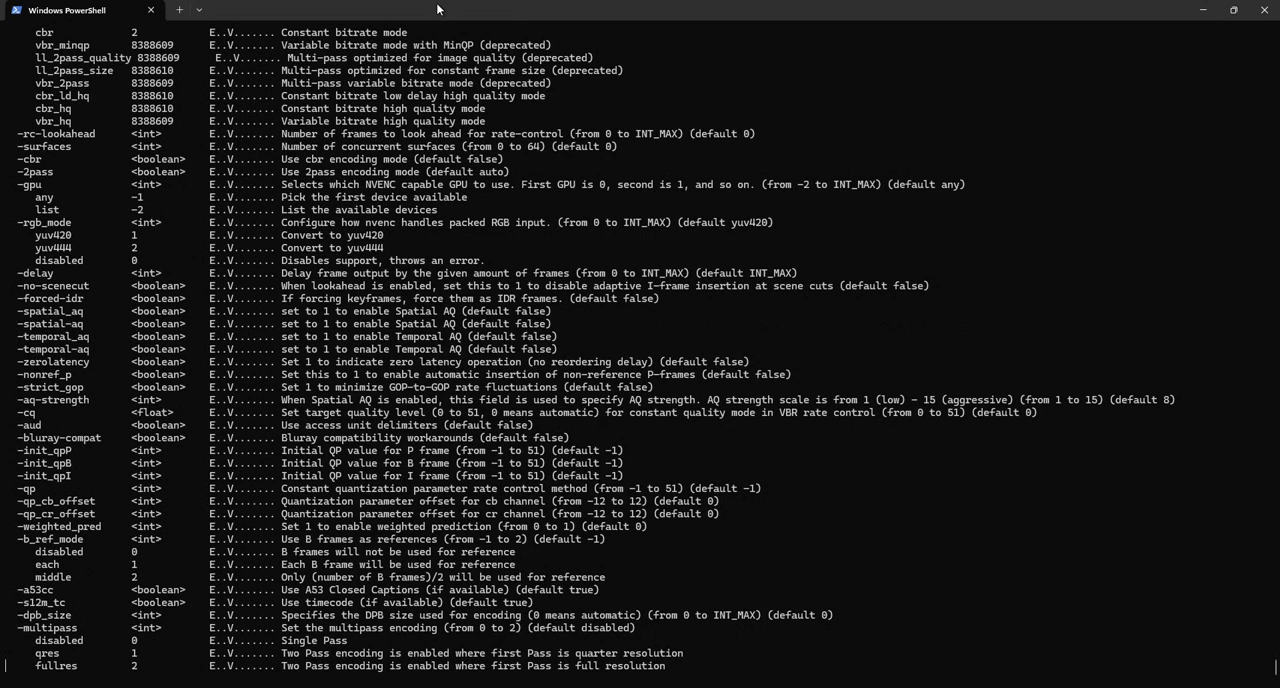 Windows PowerShell
cbr 2 E..V....... Constant bitrate mode
vbr_minqp 8388609 E..V....... Variable bitrate mode with MinQP (deprecated)
ll_2pass_quality 8388609 E..V....... Multi-pass optimized for image quality (deprecated)
ll_2pass_size 8388610 E..V....... Multi-pass optimized for constant frame size (deprecated)
vbr_2pass 8388609 E..V....... Multi-pass variable bitrate mode (deprecated)
cbr_ld_hq 8388610 E..V....... Constant bitrate low delay high quality mode
cbr_hq 8388610 E..V....... Constant bitrate high quality mode
vbr_hq 8388609 E..V....... Variable bitrate high quality mode
-rc-lookahead <int> E..V....... Number of frames to look ahead for rate-control (from 0 to INT_MAX) (default 0)
-surfaces <int> E..V....... Number of concurrent surfaces (from 0 to 64) (default 0)
-cbr <boolean> E..V....... Use cbr encoding mode (default false)
-2pass <boolean> E..V....... Use 2pass encoding mode (default auto)
-gpu <int> E..V....... Selects which NVENC capable GPU to use. First GPU is 0, second is 1, and so on. (from -2 to INT_MAX) (default any)
any -1 E..V....... Pick the first device available
list -2 E..V....... List the available devices
-rgb_mode <int> E..V....... Configure how nvenc handles packed RGB input. (from 0 to INT_MAX) (default yuv420)
yuv420 1 E..V....... Convert to yuv420
yuv444 2 E..V....... Convert to yuv444
disabled 0 E..V....... Disables support, throws an error.
-delay <int> E..V....... Delay frame output by the given amount of frames (from 0 to INT_MAX) (default INT_MAX)
-no-scenecut <boolean> E..V....... When lookahead is enabled, set this to 1 to disable adaptive I-frame insertion at scene cuts (default false)
-forced-idr <boolean> E..V....... If forcing keyframes, force them as IDR frames. (default false)
-spatial_aq <boolean> E..V....... set to 1 to enable Spatial AQ (default false)
-spatial-aq <boolean> E..V....... set to 1 to enable Spatial AQ (default false)
-temporal_aq <boolean> E..V....... set to 1 to enable Temporal AQ (default false)
-temporal-aq <boolean> E..V....... set to 1 to enable Temporal AQ (default false)
-zerolatency <boolean> E..V....... Set 1 to indicate zero latency operation (no reordering delay) (default false)
-nonref_p <boolean> E..V....... Set this to 1 to enable automatic insertion of non-reference P-frames (default false)
-strict_gop <boolean> E..V....... Set 1 to minimize GOP-to-GOP rate fluctuations (default false)
-aq-strength <int> E..V....... When Spatial AQ is enabled, this field is used to specify AQ strength. AQ strength scale is from 1 (low) - 15 (aggressive) (from 1 to 15) (default 8)
-cq <float> E..V....... Set target quality level (0 to 51, 0 means automatic) for constant quality mode in VBR rate control (from 0 to 51) (default 0)
-aud <boolean> E..V....... Use access unit delimiters (default false)
-bluray-compat <boolean> E..V....... Bluray compatibility workarounds (default false)
-init_qpP <int> E..V....... Initial QP value for P frame (from -1 to 51) (default -1)
-init_qpB <int> E..V....... Initial QP value for B frame (from -1 to 51) (default -1)
-init_qpI <int> E..V....... Initial QP value for I frame (from -1 to 51) (default -1)
-qp <int> E..V....... Constant quantization parameter rate control method (from -1 to 51) (default -1)
-qp_cb_offset <int> E..V....... Quantization parameter offset for cb channel (from -12 to 12) (default 0)
-qp_cr_offset <int> E..V....... Quantization parameter offset for cr channel (from -12 to 12) (default 0)
-weighted_pred <int> E..V....... Set 1 to enable weighted prediction (from 0 to 1) (default 0)
-b_ref_mode <int> E..V....... Use B frames as references (from -1 to 2) (default -1)
disabled 0 E..V....... B frames will not be used for reference
each 1 E..V....... Each B frame will be used for reference
middle 2 E..V....... Only (number of B frames)/2 will be used for reference
-a53cc <boolean> E..V....... Use A53 Closed Captions (if available) (default true)
-s12m_tc <boolean> E..V....... Use timecode (if available) (default true)
-dpb_size <int> E..V....... Specifies the DPB size used for encoding (0 means automatic) (from 0 to INT_MAX) (default 0)
-multipass <int> E..V....... Set the multipass encoding (from 0 to 2) (default disabled)
disabled 0 E..V....... Single Pass
qres 1 E..V....... Two Pass encoding is enabled where first Pass is quarter resolution
fullres 2 E..V....... Two Pass encoding is enabled where first Pass is full resolution